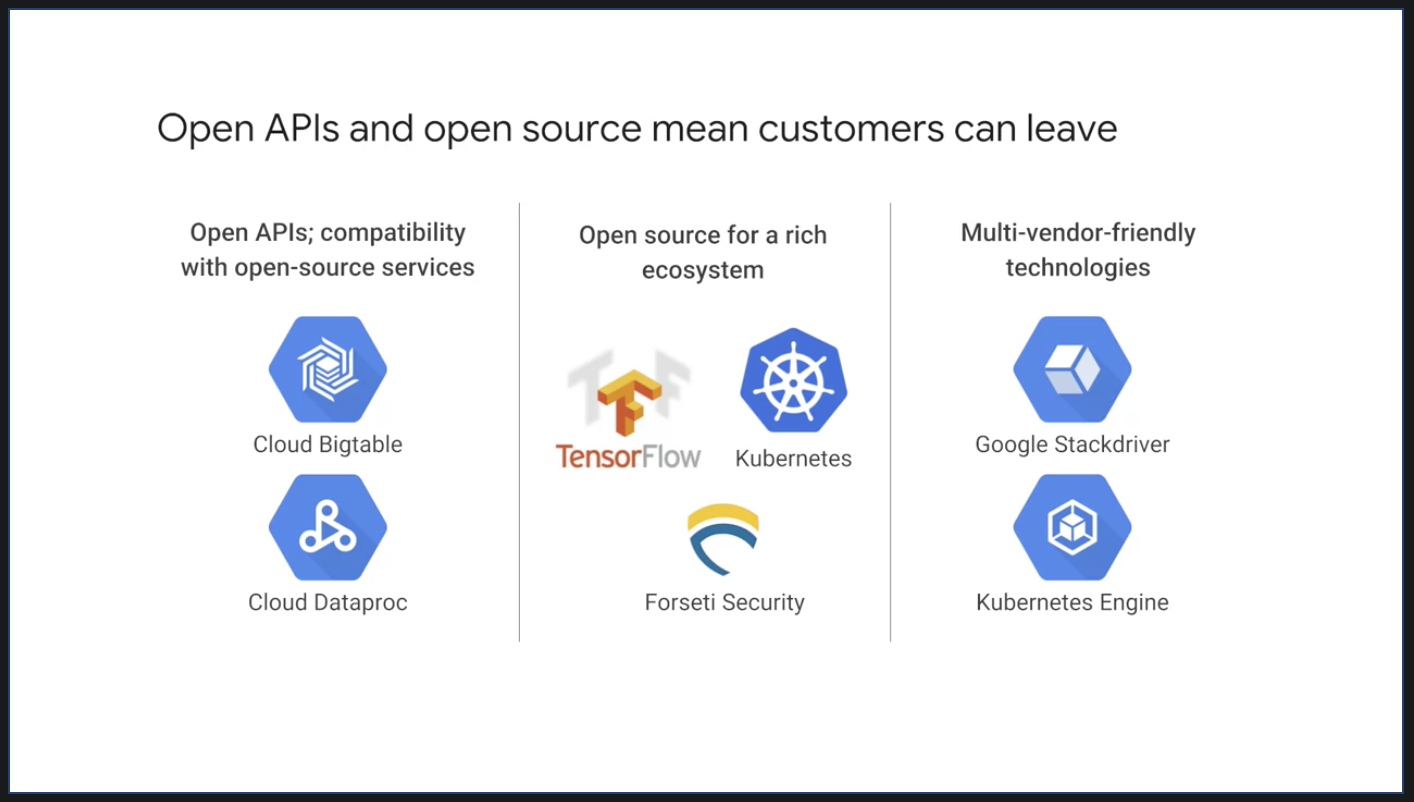 Open APIs and open source mean customers can leave
Open APIs; compatibility
with open-source services
Cloud Bigtable
Cloud Dataproc
Open source for a rich
ecosystem
TensorFlow
Kubernetes
Forseti Security
Multi-vendor-friendly
technologies
Google Stackdriver
Kubernetes Engine